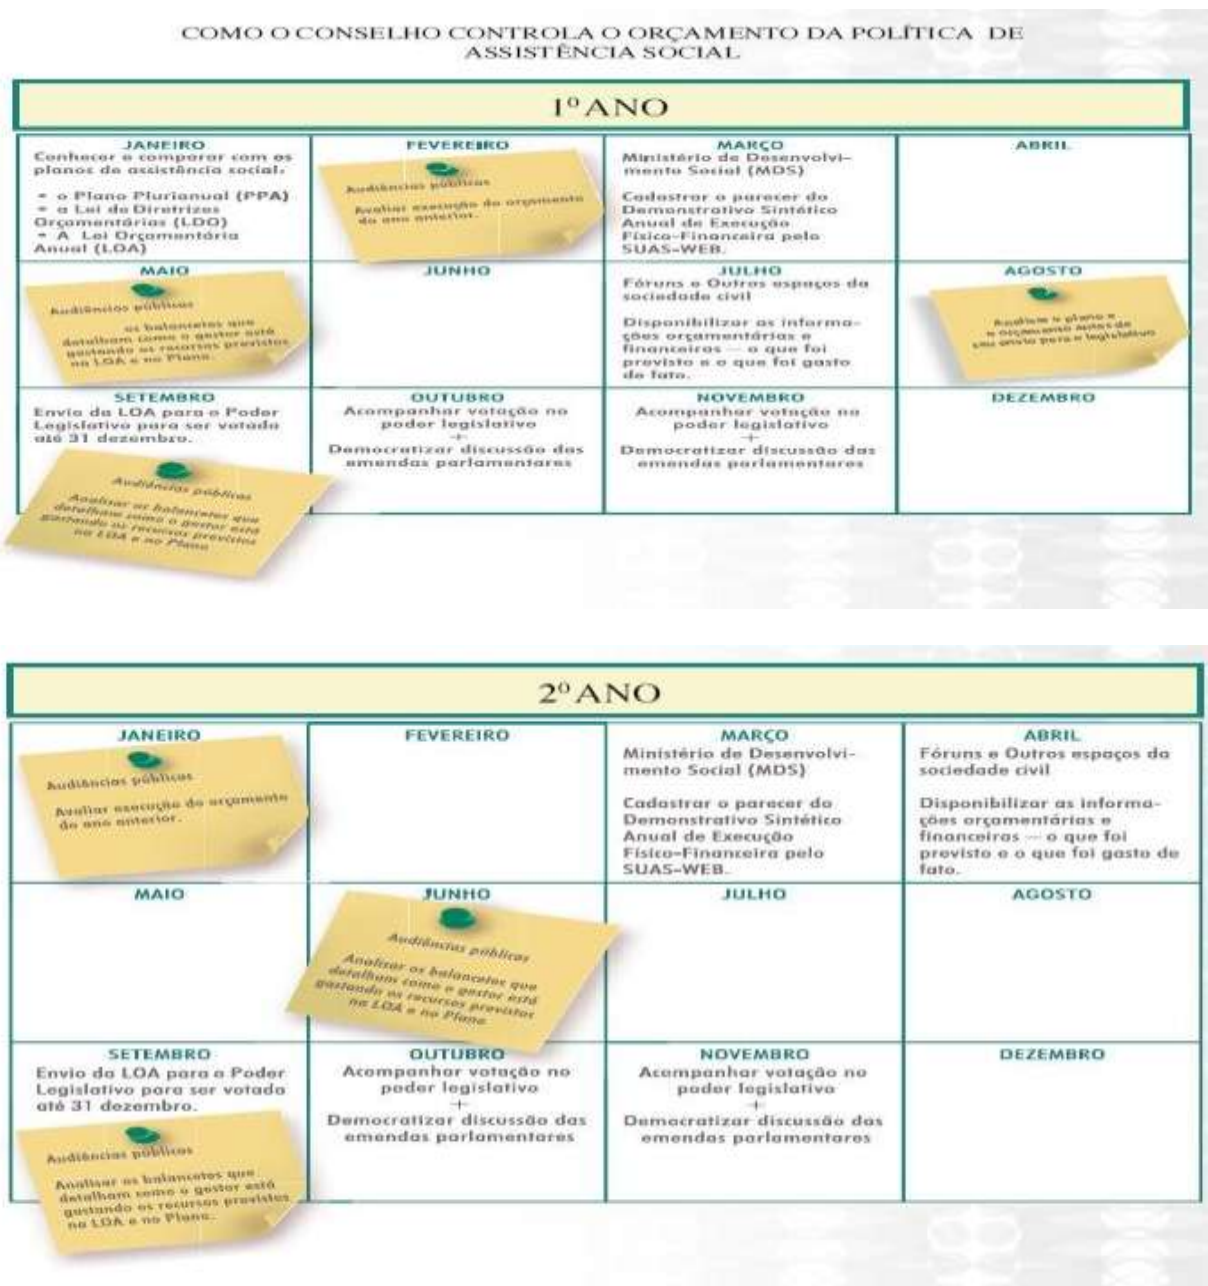 COMO O CONSELHO CONTROLA O ORÇAMENTO DA POLÍTICA DE
ASSISTÊNCIA SOCIAL
1º ANO
JANEIRO
Conhecer e comparar com os
planos de assistência social.
• o Plano Plurianual (PPA)
• a Lei de Diretrizes
Orçamentárias (LDO)
• A Lei Orçamentária
Anual (LOA)
FEVEREIRO
Audiências públicas
Avaliar execução do orçamento
do ano anterior.
MARÇO
Ministério de Desenvolvi-
mento Social (MDS)
Cadastrar o parecer do
Demonstrativo Sintético
Anual de Execução
Físico-Financeira pelo
SUAS-WEB.
ABRIL
MAIO
Audiências públicas
os balancetes que
detalham como o gestor está
gastando os recursos previstos
na LOA e no Plano.
JUNHO
JULHO
Fóruns e Outros espaços da
sociedade civil
Disponibilizar as informa-
ções orçamentárias e
financeiras — o que foi
previsto e o que foi gasto
de fato.
AGOSTO
Analisar o plano e
o orçamento antes de
seu envio para o legislativo
SETEMBRO
Envio da LOA para o Poder
Legislativo para ser votada
até 31 dezembro.
Audiências públicas
Analisar os balancetes que
detalham como o gestor está
gastando os recursos previstos
na LOA e no Plano
OUTUBRO
Acompanhar votação no
poder legislativo
+
Democratizar discussão das
emendas parlamentares
NOVEMBRO
Acompanhar votação no
poder legislativo
+
Democratizar discussão das
emendas parlamentares
DEZEMBRO
2º ANO
JANEIRO
Audiências públicas
Avaliar execução do orçamento
do ano anterior.
FEVEREIRO
MARÇO
Ministério de Desenvolvi-
mento Social (MDS)
Cadastrar o parecer do
Demonstrativo Sintético
Anual de Execução
Físico-Financeira pelo
SUAS-WEB.
ABRIL
Fóruns e Outros espaços da
sociedade civil
Disponibilizar as informa-
ções orçamentárias e
financeiras — o que foi
previsto e o que foi gasto de
fato.
MAIO
JUNHO
Audiências públicas
Analisar os balancetes que
detalham como o gestor está
gastando os recursos previstos
na LOA e no Plano
JULHO
AGOSTO
SETEMBRO
Envio da LOA para o Poder
Legislativo para ser votada
até 31 dezembro.
Audiências públicas
Analisar os balancetes que
detalham como o gestor está
gastando os recursos previstos
na LOA e no Plano.
OUTUBRO
Acompanhar votação no
poder legislativo
+
Democratizar discussão das
emendas parlamentares
NOVEMBRO
Acompanhar votação no
poder legislativo
+
Democratizar discussão das
emendas parlamentares
DEZEMBRO